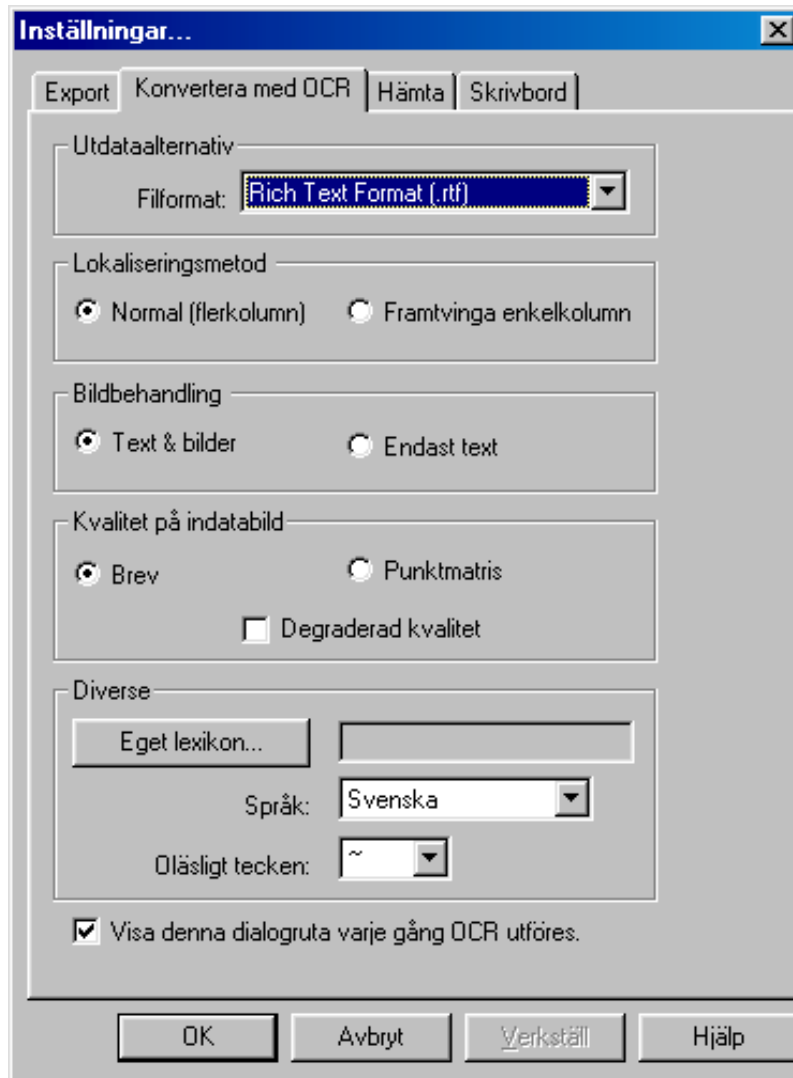 Inställningar...
Export Konvertera med OCR Hämta Skrivbord
Utdataalternativ
Filformat: Rich Text Format (.rtf)
Lokaliseringsmetod
Normal (flerkolumn) Framtvinga enkelkolumn
Bildbehandling
Text & bilder Endast text
Kvalitet på indatabild
Brev Punktmatris
Degraderad kvalitet
Diverse
Eget lexikon...
Språk: Svenska
Oläsligt tecken: ~
Visa denna dialogruta varje gång OCR utföres.
OK Avbryt Verkställ Hjälp